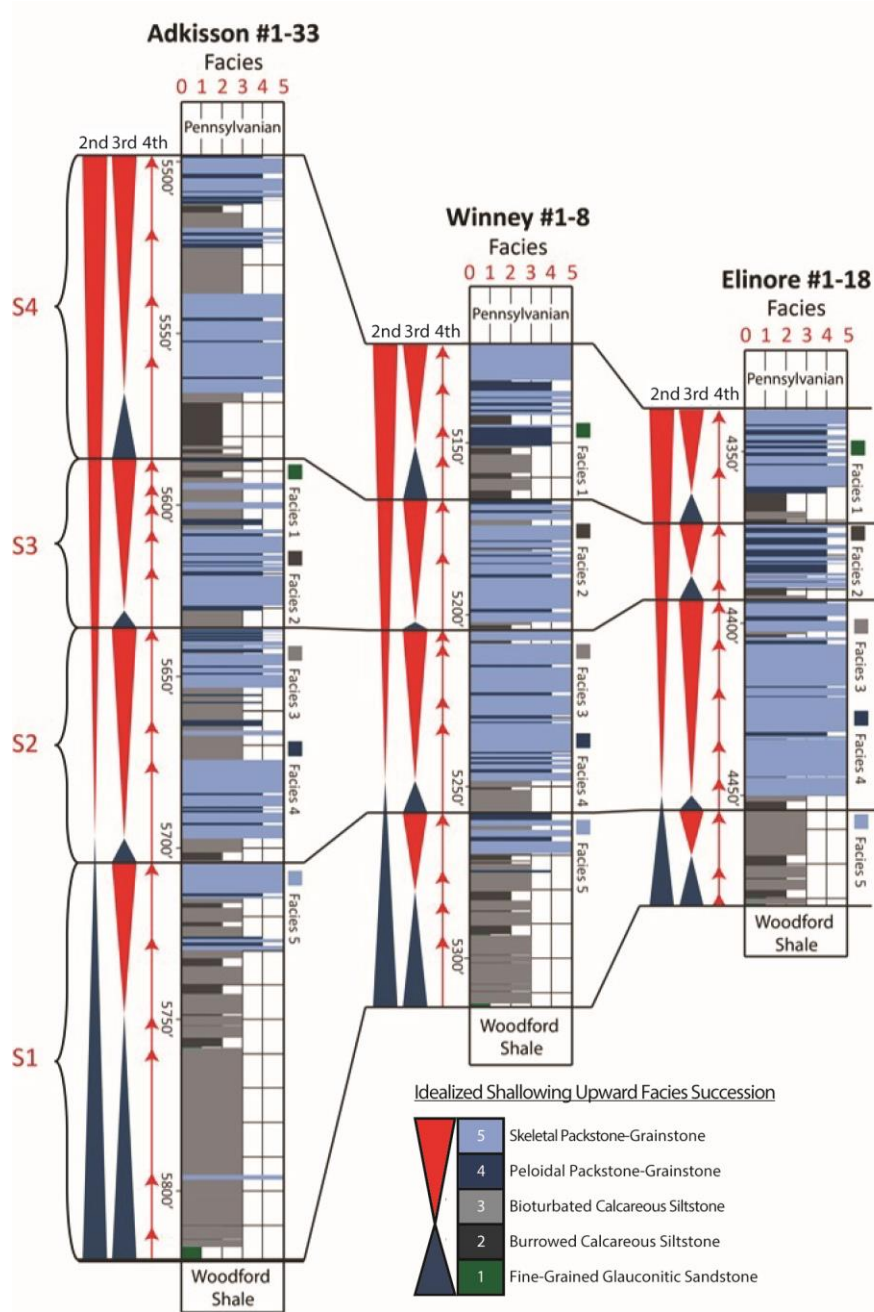 Adkisson #1-33
Facies
0 1 2 3 4 5
Pennsylvanian
2nd 3rd 4th
5500'
5550'
5600'
5650'
5700'
5750'
5800'
S4
S3
S2
S1
Facies 1
Facies 2
Facies 3
Facies 4
Facies 5
Woodford
Shale
Winney #1-8
Facies
0 1 2 3 4 5
Pennsylvanian
2nd 3rd 4th
5150'
5200'
5250'
5300'
Facies 1
Facies 2
Facies 3
Facies 4
Facies 5
Woodford
Shale
Elinore #1-18
Facies
0 1 2 3 4 5
Pennsylvanian
2nd 3rd 4th
4350'
4400'
4450'
Facies 1
Facies 2
Facies 3
Facies 4
Facies 5
Woodford
Shale
Idealized Shallowing Upward Facies Succession
5 Skeletal Packstone-Grainstone
4 Peloidal Packstone-Grainstone
3 Bioturbated Calcareous Siltstone
2 Burrowed Calcareous Siltstone
1 Fine-Grained Glauconitic Sandstone